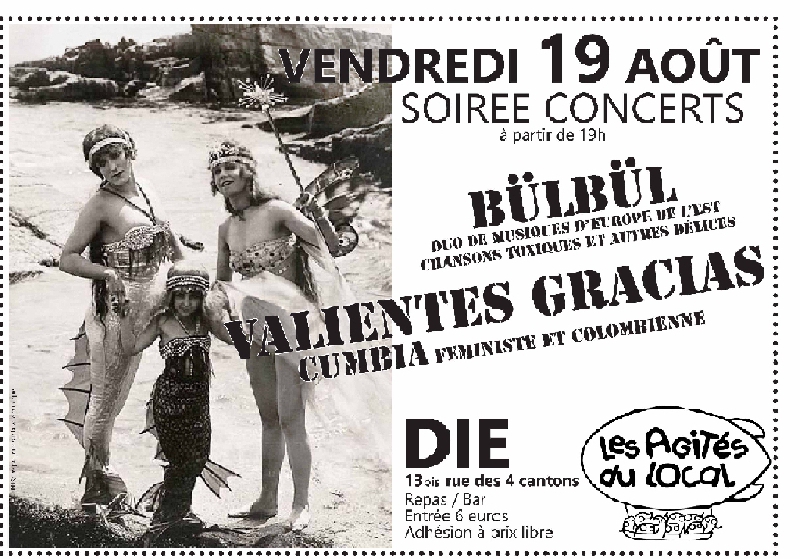 VENDREDI 19 AOÛT
SOIREE CONCERTS
à partir de 19h
BÜLBÜL
DUO DE MUSIQUES D'EUROPE DE L'EST
CHANSONS TOXIQUES ET AUTRES DÉLICES
VALIENTES GRACIAS
CUMBIA FEMINISTE ET COLOMBIENNE
DIE
13bis rue des 4 cantons
Repas / Bar
Entrée 6 euros
Adhésion à prix libre
Les Agités
du local